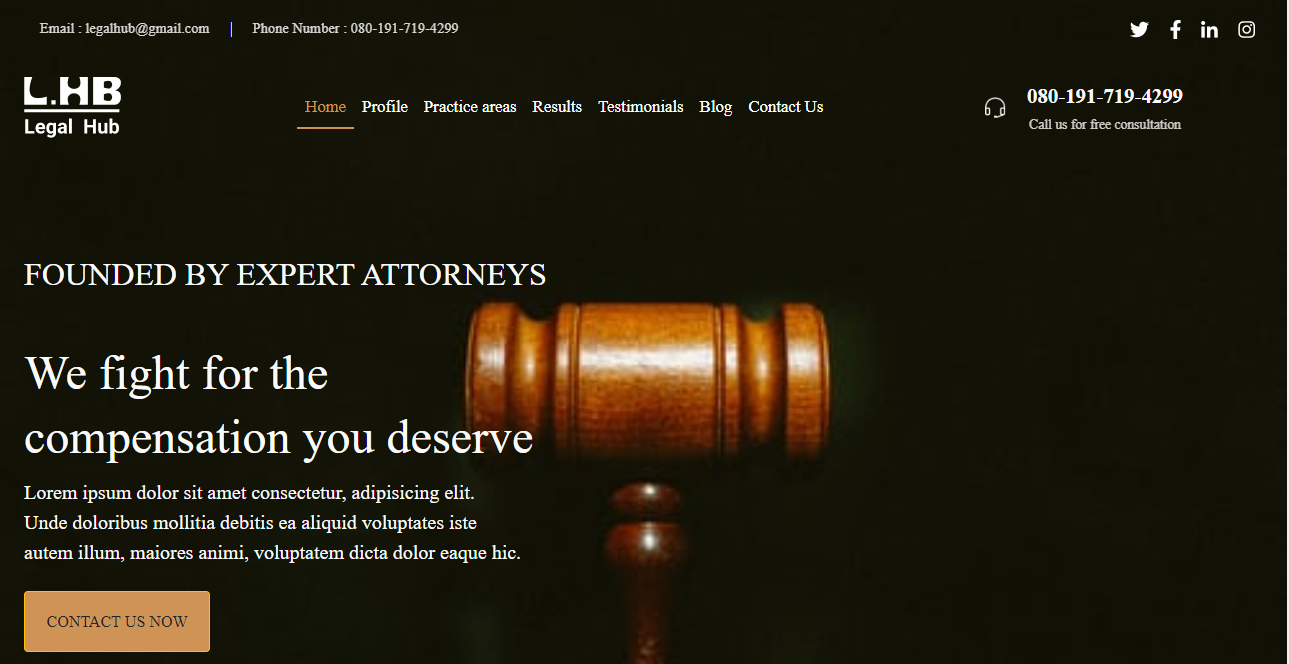 Email : legalhub@gmail.com | Phone Number : 080-191-719-4299
L.HB
Legal Hub
Home Profile Practice areas Results Testimonials Blog Contact Us
080-191-719-4299
Call us for free consultation
FOUNDED BY EXPERT ATTORNEYS
We fight for the
compensation you deserve
Lorem ipsum dolor sit amet consectetur, adipisicing elit.
Unde doloribus mollitia debitis ea aliquid voluptates iste
autem illum, maiores animi, voluptatem dicta dolor eaque hic.
CONTACT US NOW